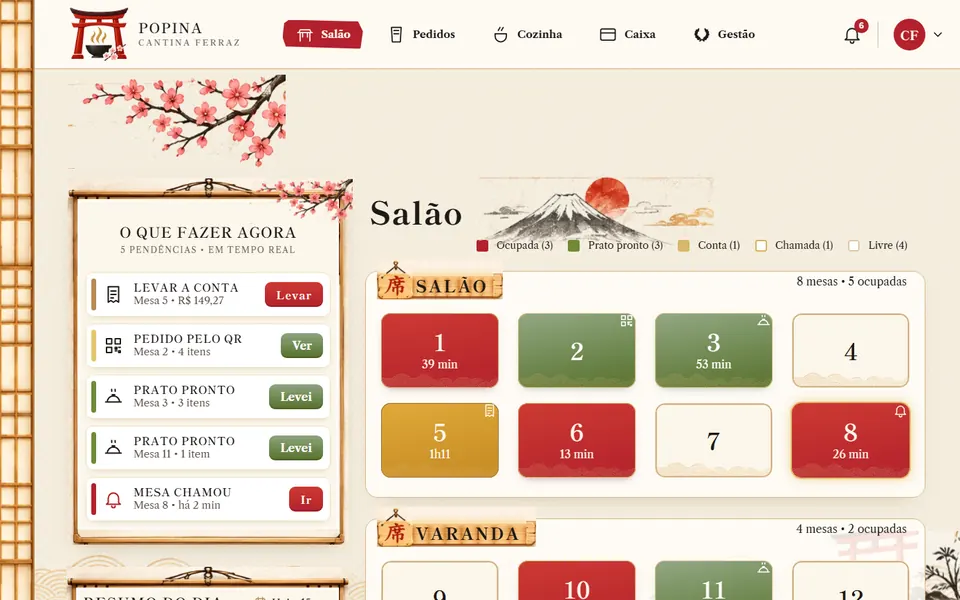 POPINA
CANTINA FERRAZ
Salão
Pedidos
Cozinha
Caixa
Gestão
6
CF
O QUE FAZER AGORA
5 PENDÊNCIAS • EM TEMPO REAL
LEVAR A CONTA
Mesa 5 • R$ 149,27
Levar
PEDIDO PELO QR
Mesa 2 • 4 itens
Ver
PRATO PRONTO
Mesa 3 • 3 itens
Levei
PRATO PRONTO
Mesa 11 • 1 item
Levei
MESA CHAMOU
Mesa 8 • há 2 min
Ir
Salão
Ocupada (3)
Prato pronto (3)
Conta (1)
Chamada (1)
Livre (4)
席 SALÃO
8 mesas • 5 ocupadas
1
39 min
2
3
53 min
4
5
1h11
6
13 min
7
8
26 min
席 VARANDA
4 mesas • 2 ocupadas
9
10
11
12
RESUMO DO DIA